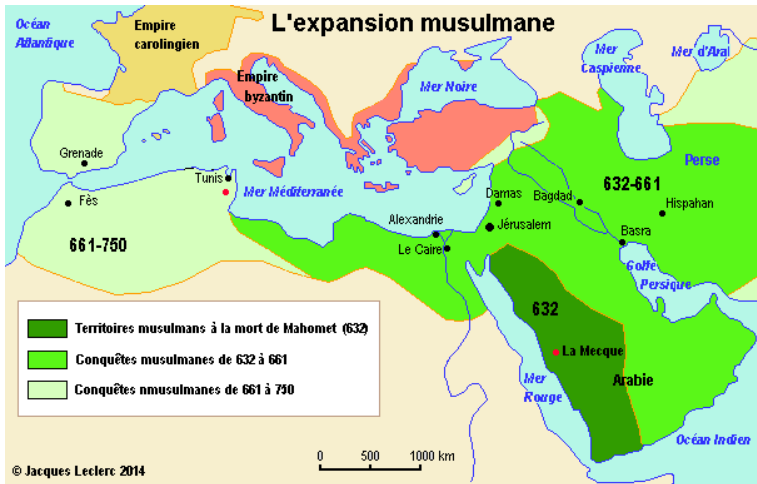 L'expansion musulmane
Océan
Atlantique
Empire
carolingien
Empire
byzantin
Mer Noire
Mer
Caspienne
Mer
d'Aral
Grenade
Tunis
Mer Méditerranée
Fès
661-750
Alexandrie
Le Caire
Damas
Jérusalem
Bagdad
632-661
Perse
Hispahan
Basra
Golfe
Persique
632
La Mecque
Arabie
Mer
Rouge
Océan Indien
Territoires musulmans à la mort de Mahomet (632)
Conquêtes musulmanes de 632 à 661
Conquêtes nmusulmanes de 661 à 750
0 500 1000 km
© Jacques Leclerc 2014